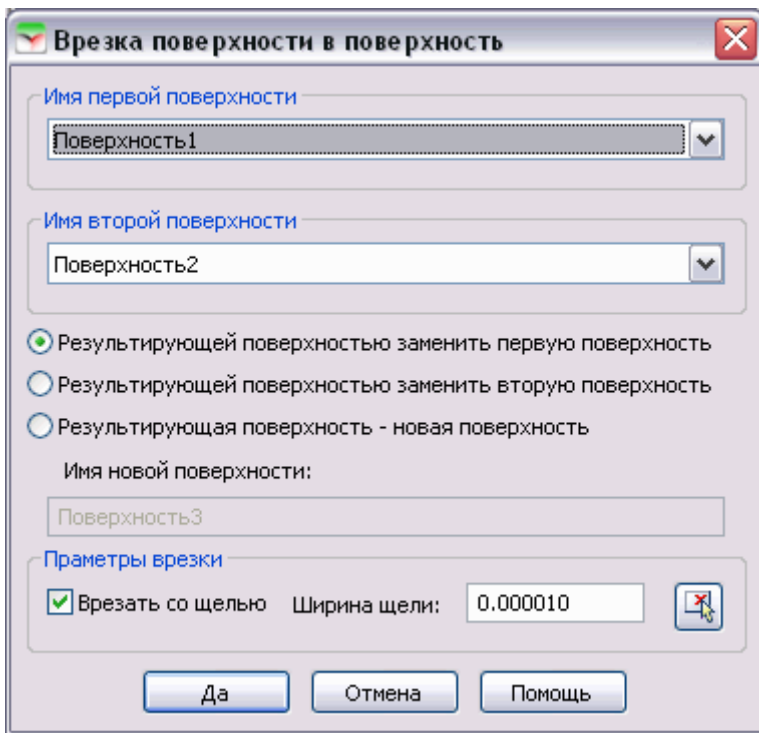 Врезка поверхности в поверхность
Имя первой поверхности
Поверхность1
Имя второй поверхности
Поверхность2
Результирующей поверхностью заменить первую поверхность
Результирующей поверхностью заменить вторую поверхность
Результирующая поверхность - новая поверхность
Имя новой поверхности:
Поверхность3
Праметры врезки
Врезать со щелью Ширина щели: 0.000010
Да Отмена Помощь